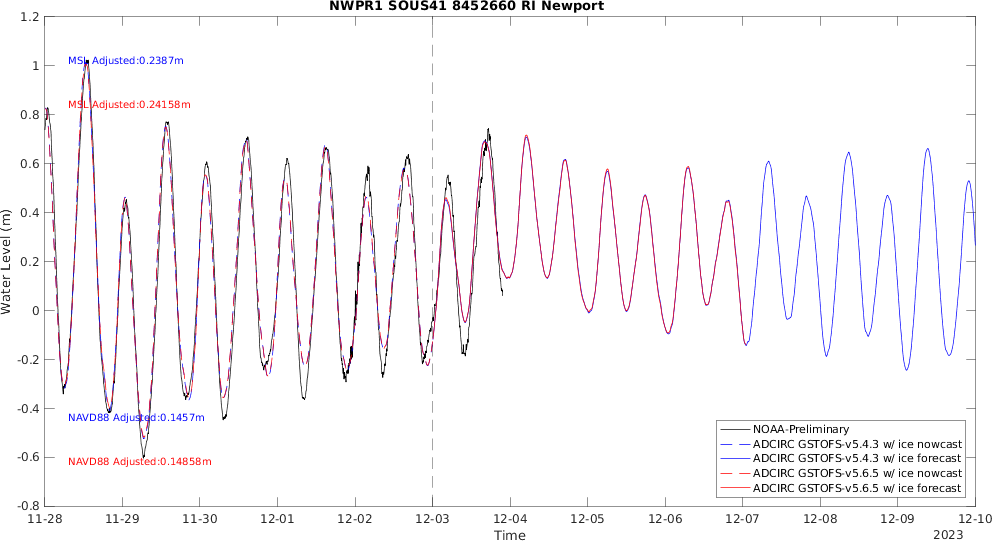 NWPR1 SOUS41 8452660 RI Newport
1.2
1
0.8
0.6
0.4
0.2
0
-0.2
-0.4
-0.6
-0.8
Water Level (m)
MSL Adjusted:0.2387m
MSL Adjusted:0.24158m
NAVD88 Adjusted:0.1457m
NAVD88 Adjusted:0.14858m
NOAA-Preliminary
ADCIRC GSTOFS-v5.4.3 w/ ice nowcast
ADCIRC GSTOFS-v5.4.3 w/ ice forecast
ADCIRC GSTOFS-v5.6.5 w/ ice nowcast
ADCIRC GSTOFS-v5.6.5 w/ ice forecast
11-28 11-29 11-30 12-01 12-02 12-03 12-04 12-05 12-06 12-07 12-08 12-09 12-10
Time
2023